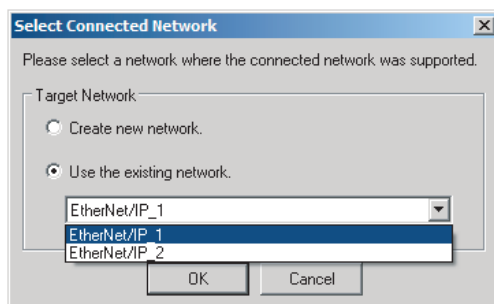 Select Connected Network
Please select a network where the connected network was supported.
Target Network
Create new network.
Use the existing network.
EtherNet/IP_1
EtherNet/IP_1
EtherNet/IP_2
OK
Cancel